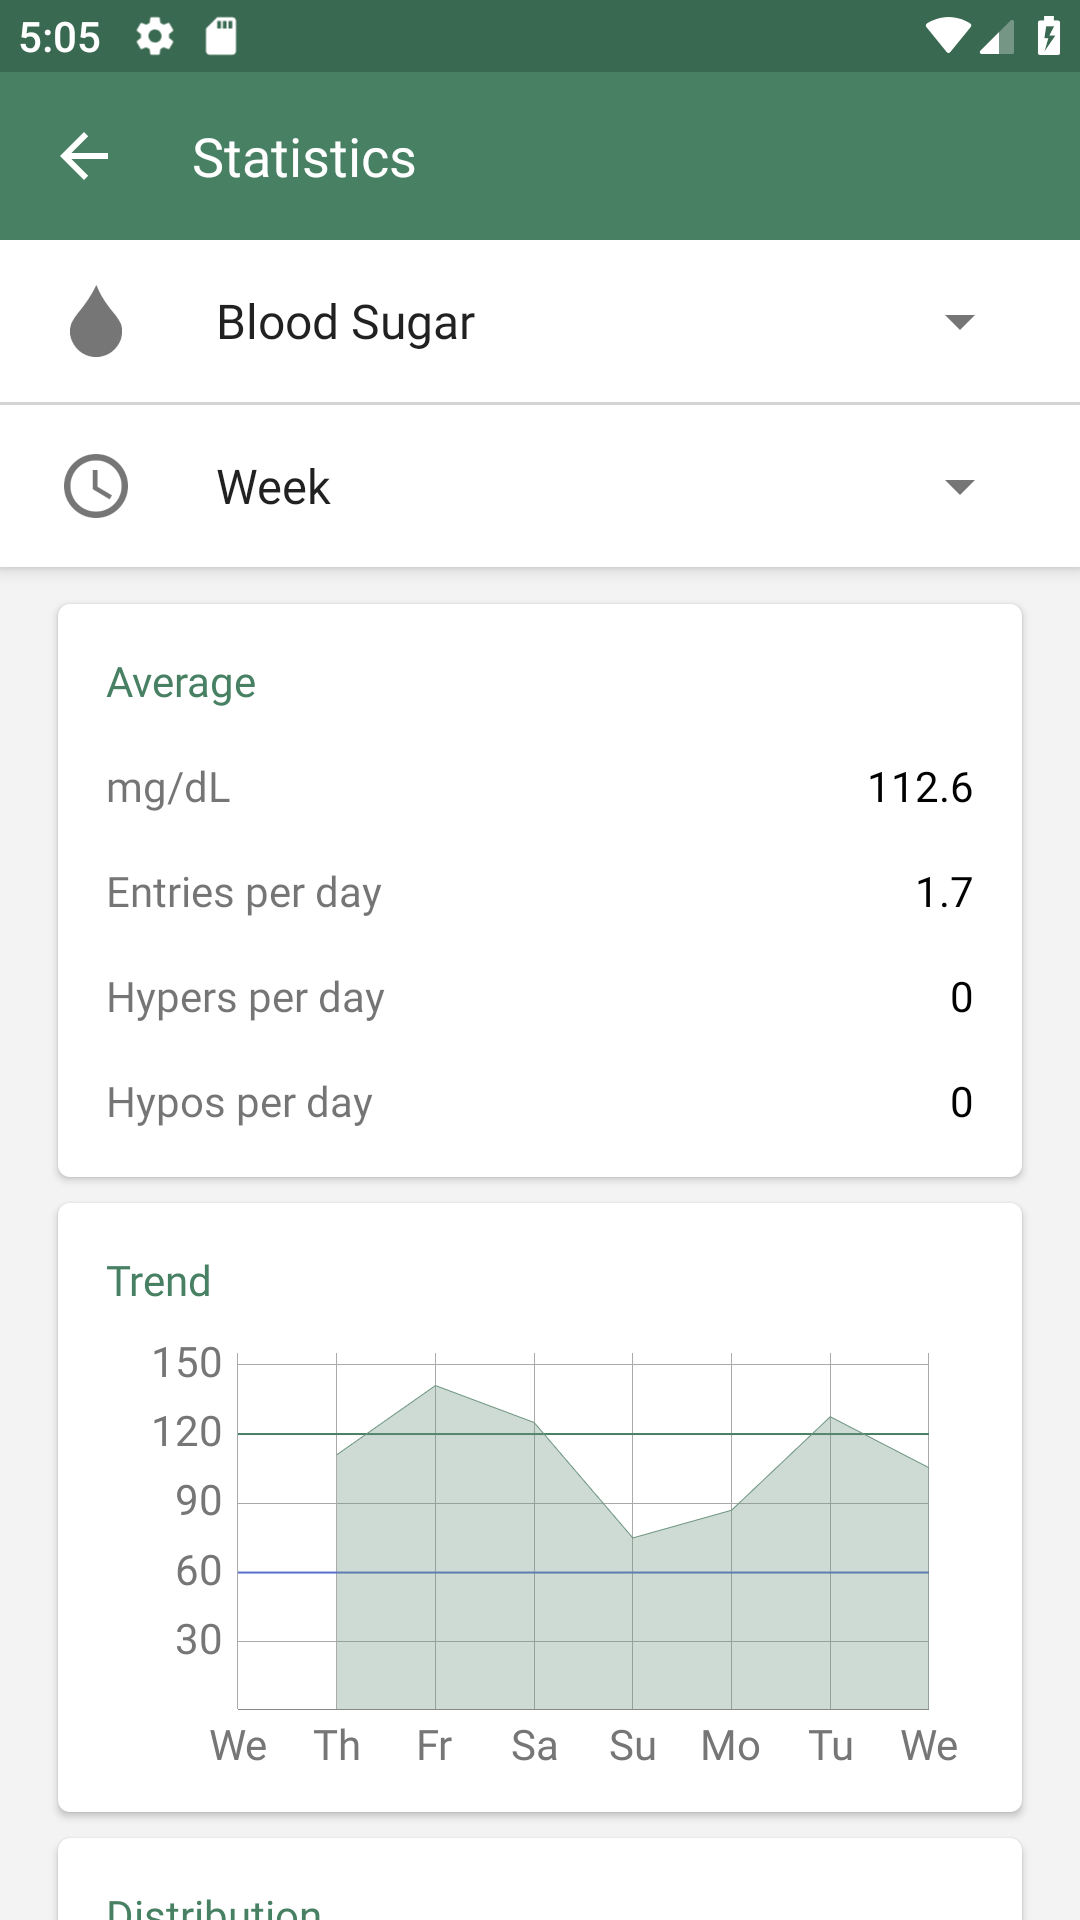 5:05
Statistics
Blood Sugar
Week
Average
mg/dL 112.6
Entries per day 1.7
Hypers per day 0
Hypos per day 0
Trend
150
120
90
60
30
We Th Fr Sa Su Mo Tu We
Distribution